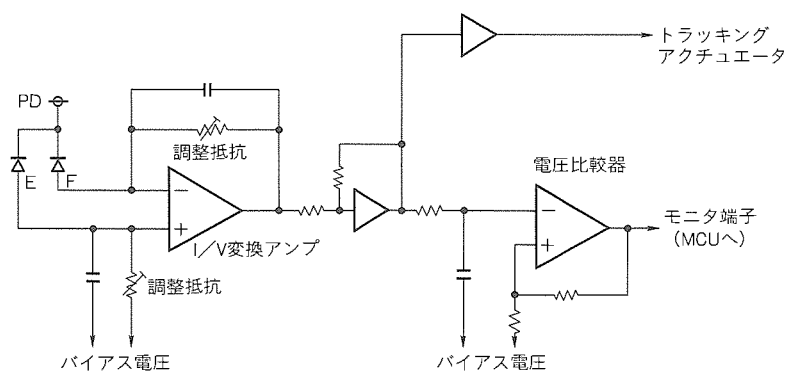 トラッキング
アクチュエータ
PD
E
F
調整抵抗
電圧比較器
−
+
I／V変換アンプ
−
+
モニタ端子
（MCUへ）
調整抵抗
バイアス電圧
バイアス電圧